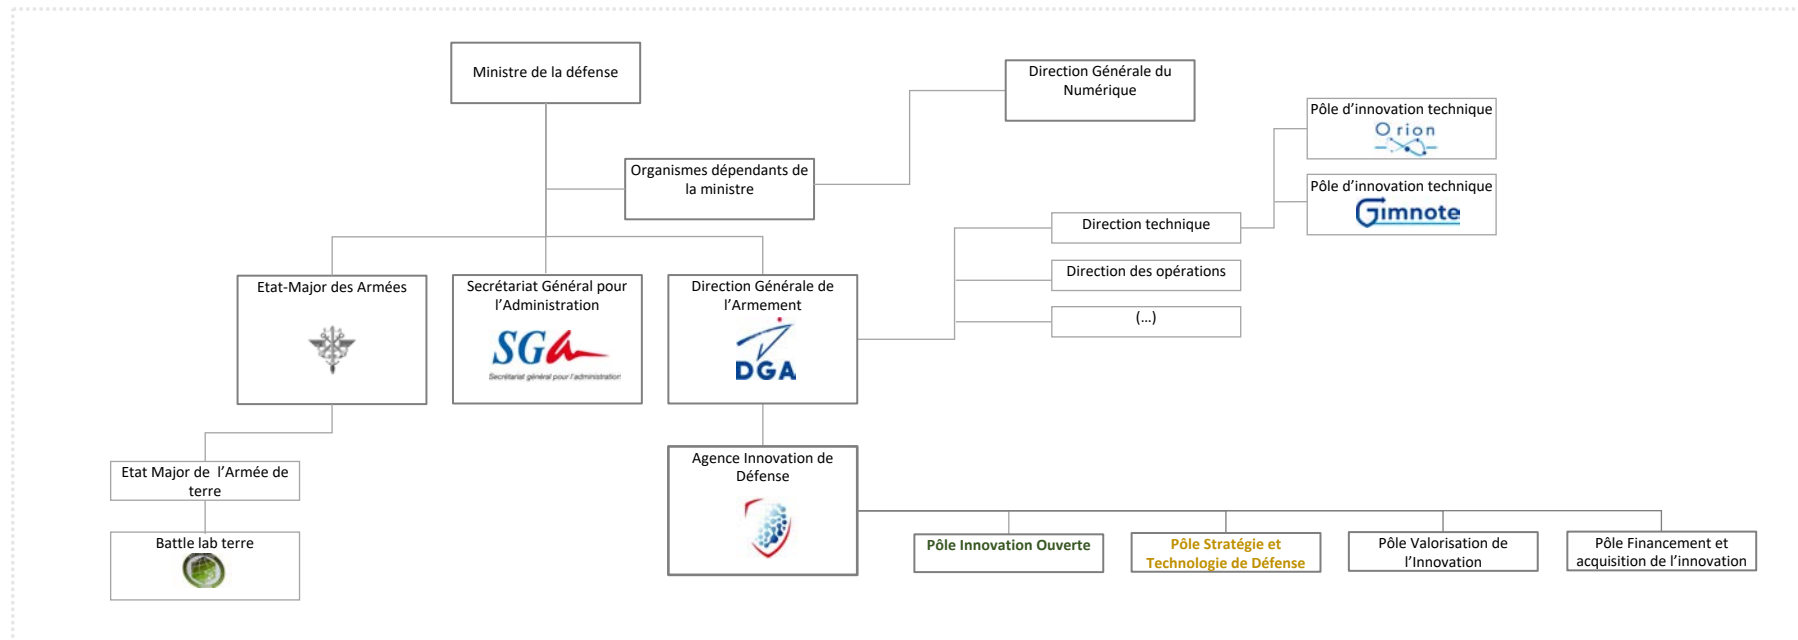 Ministre de la défense
Direction Générale du
Numérique
Pôle d'innovation technique
Orion
Organismes dépendants de
la ministre
Pôle d'innovation technique
Gimnote
Direction technique
Direction des opérations
(...)
Etat-Major des Armées
Secrétariat Général pour
l'Administration
SGa
Secrétariat général pour l'administration
Direction Générale de
l'Armement
DGA
Etat Major de l'Armée de
terre
Battle lab terre
Agence Innovation de
Défense
Pôle Innovation Ouverte
Pôle Stratégie et
Technologie de Défense
Pôle Valorisation de
l'Innovation
Pôle Financement et
acquisition de l'innovation